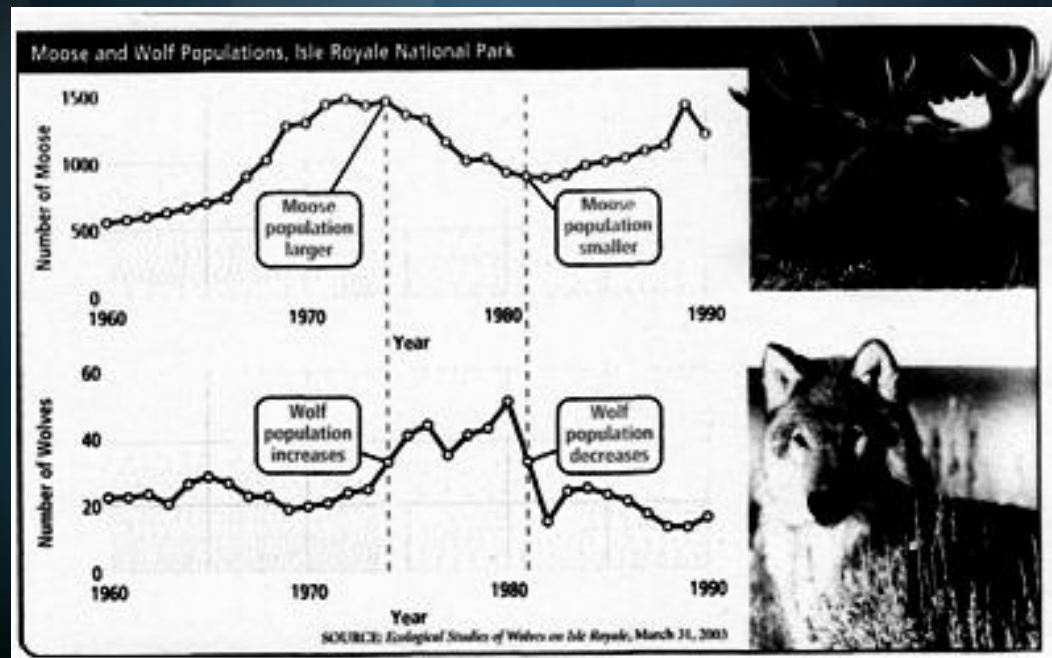 Moose and Wolf Populations, Isle Royale National Park
Number of Moose
1500
1000
500
0
Moose
population
larger
Moose
population
smaller
1960
1970
1980
1990
Year
Number of Wolves
60
40
20
0
Wolf
population
increases
Wolf
population
decreases
1960
1970
1980
1990
Year
SOURCE: Ecological Studies of Wolves on Isle Royale, March 31, 2003